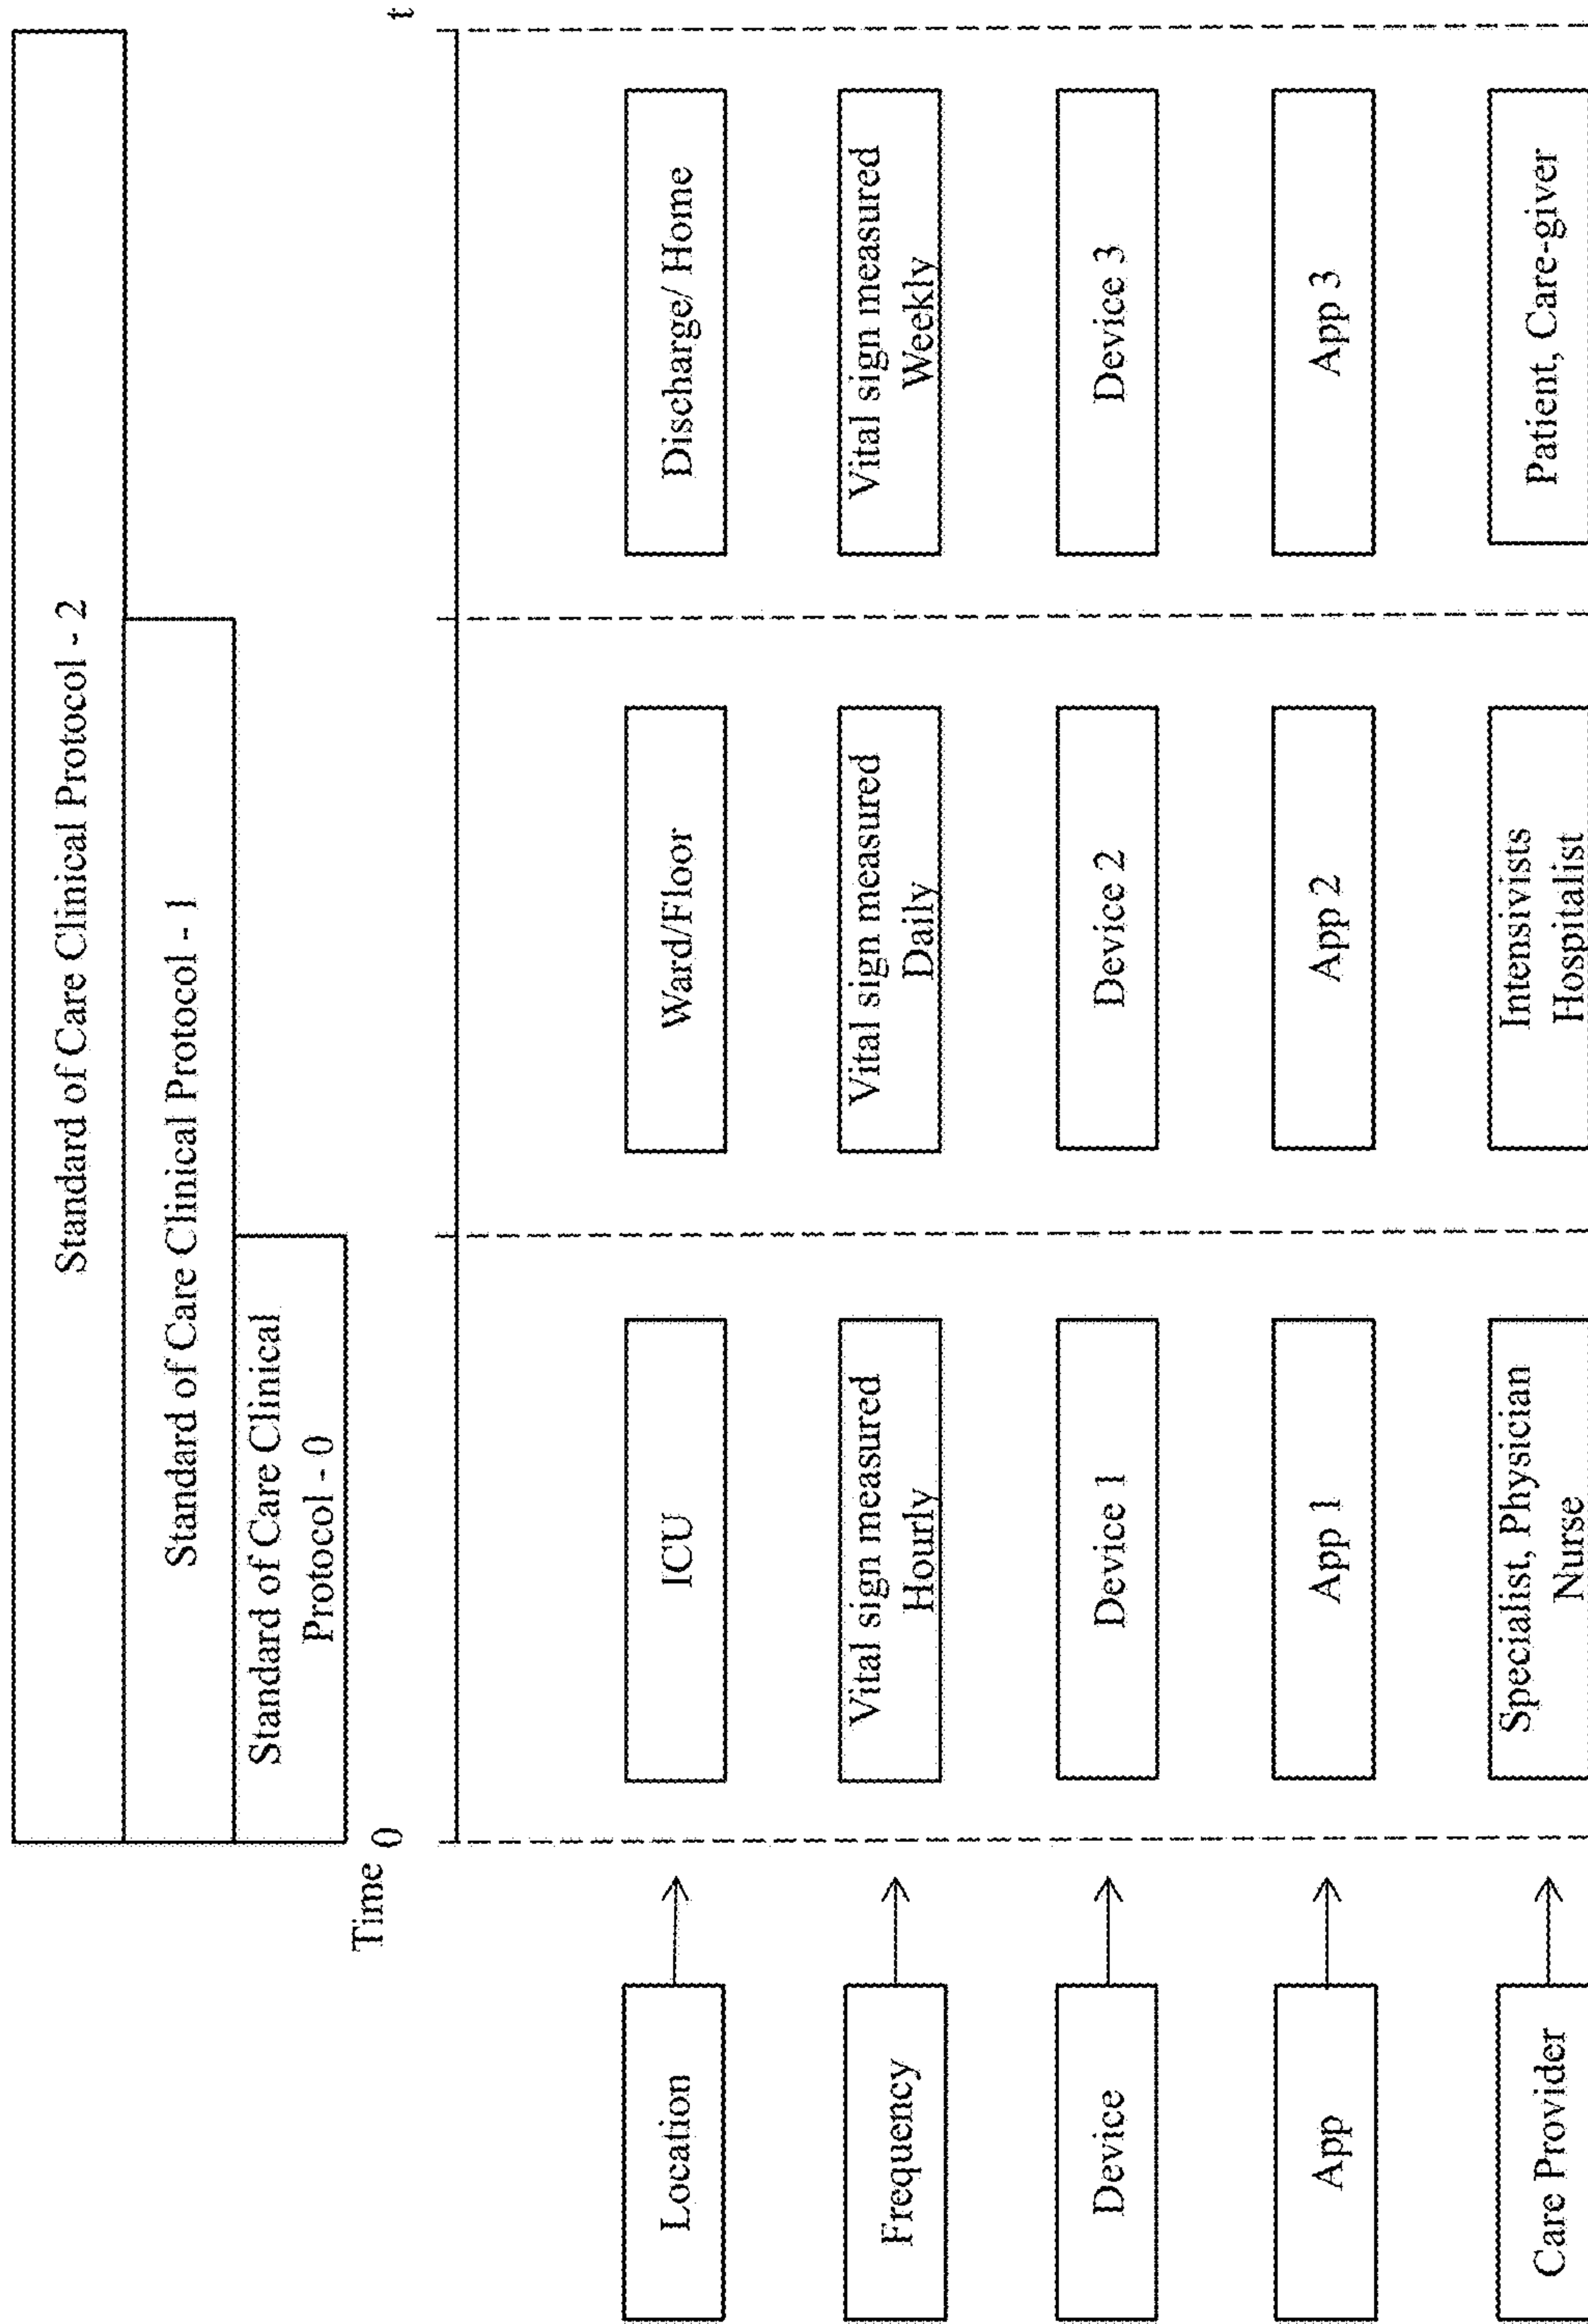 Standard of Care Clinical Protocol - 2
Standard of Care Clinical Protocol - 1
Standard of Care Clinical
Protocol - 0
Time 0
t
Location
ICU
Ward/Floor
Discharge/ Home
Frequency
Vital sign measured
Hourly
Vital sign measured
Daily
Vital sign measured
Weekly
Device
Device 1
Device 2
Device 3
App
App 1
App 2
App 3
Care Provider
Specialist, Physician
Nurse
Intensivists
Hospitalist
Patient, Care-giver